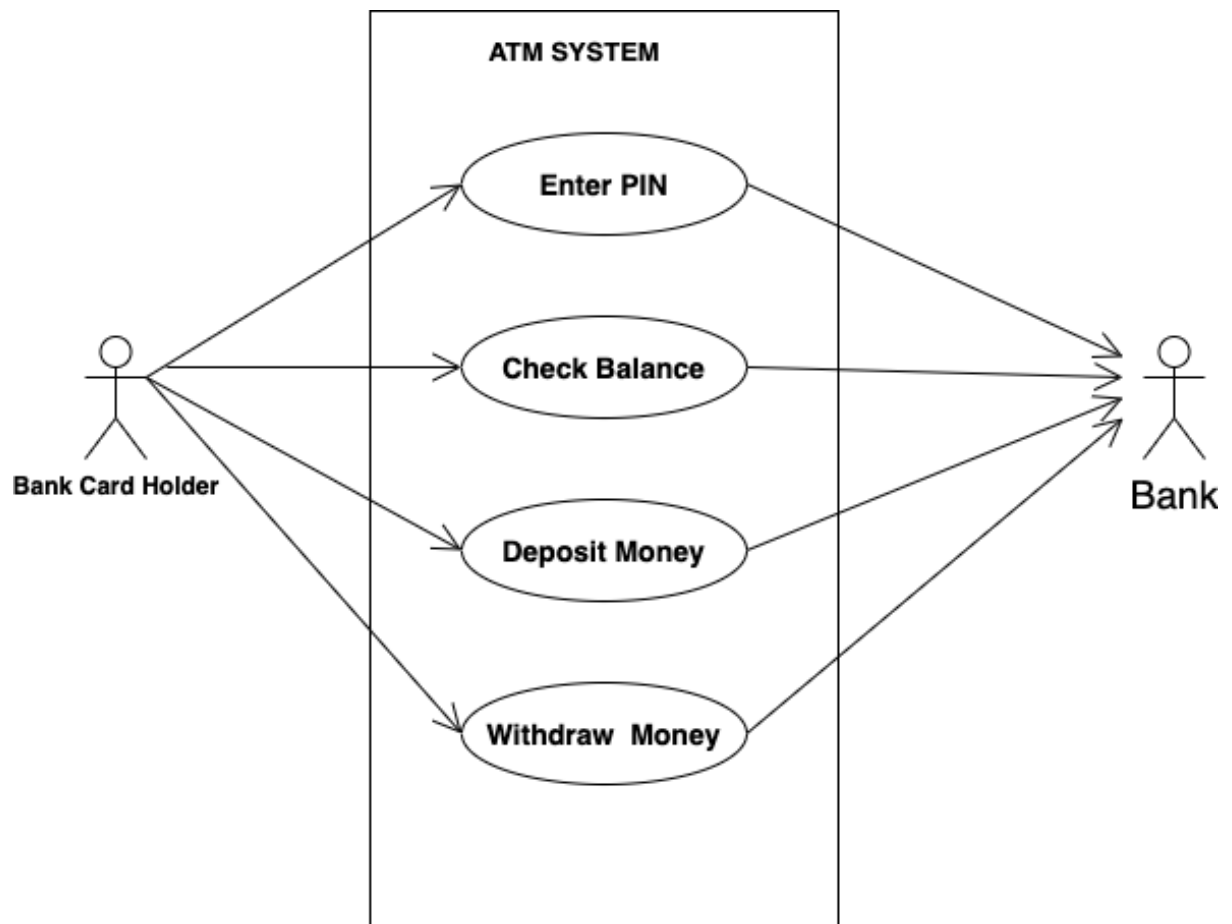 ATM SYSTEM
Enter PIN
Check Balance
Bank Card Holder
Bank
Deposit Money
Withdraw  Money